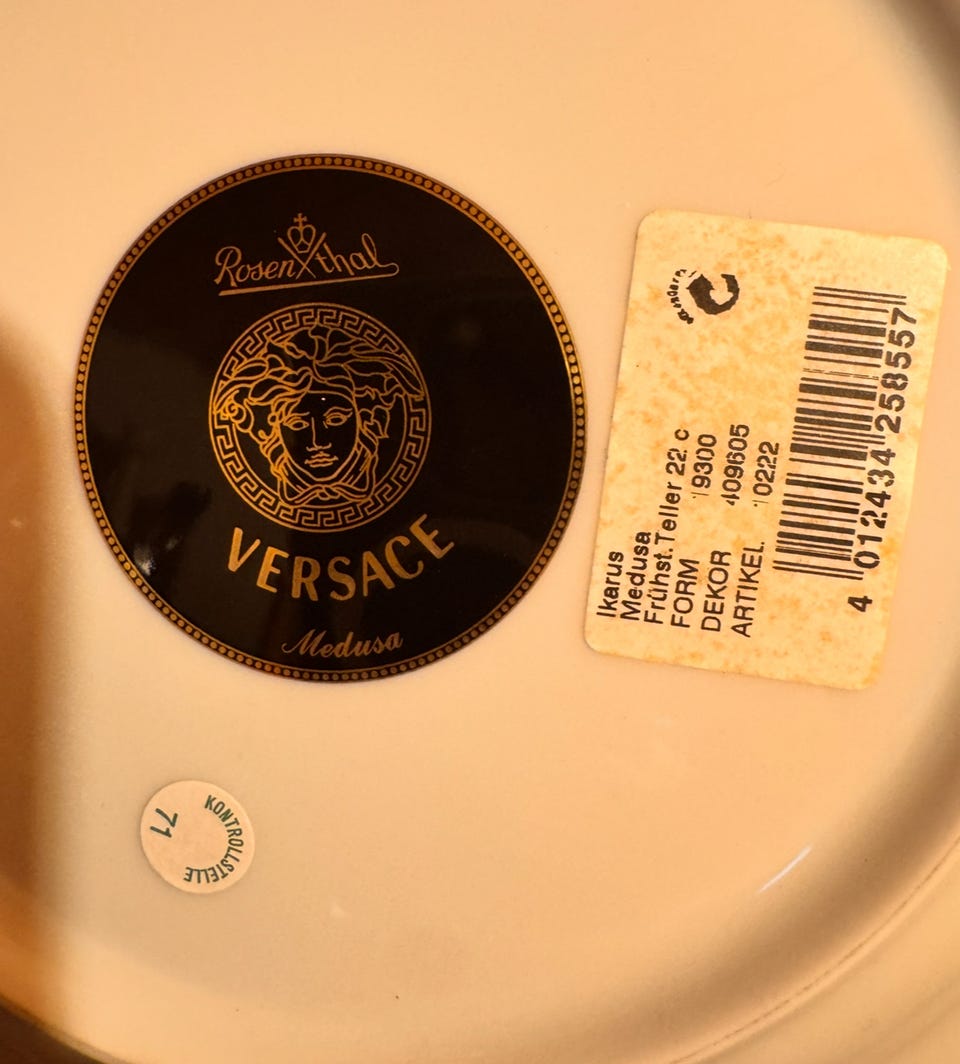 Rosenthal
VERSACE
Medusa
Ikarus
Medusa
Frühst.Teller 22 c
FORM 19300
DEKOR 409605
ARTIKEL 10222
4 012434 258557
KONTROLLSTELLE
71